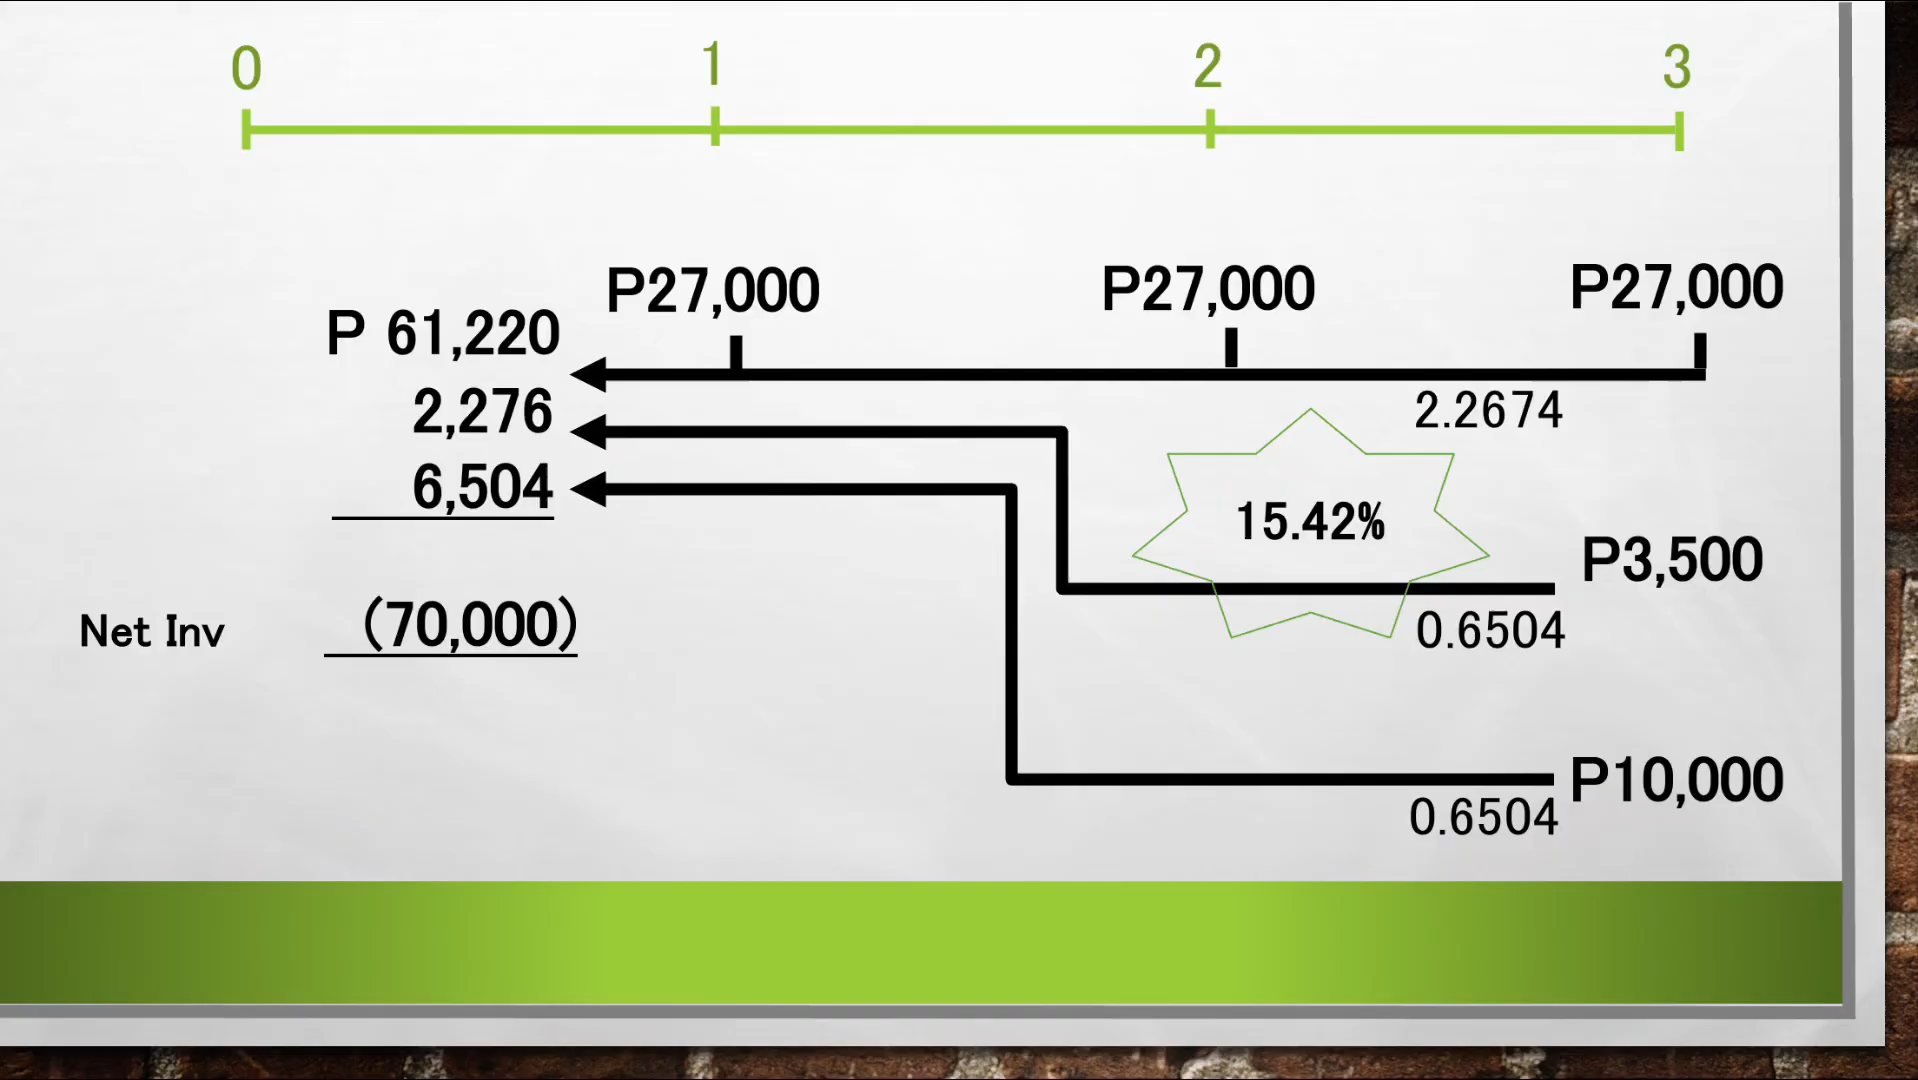 0 1 2 3
P27,000 P27,000 P27,000
P 61,220
2.2674
2,276
6,504
15.42%
P3,500
0.6504
Net Inv (70,000)
P10,000
0.6504